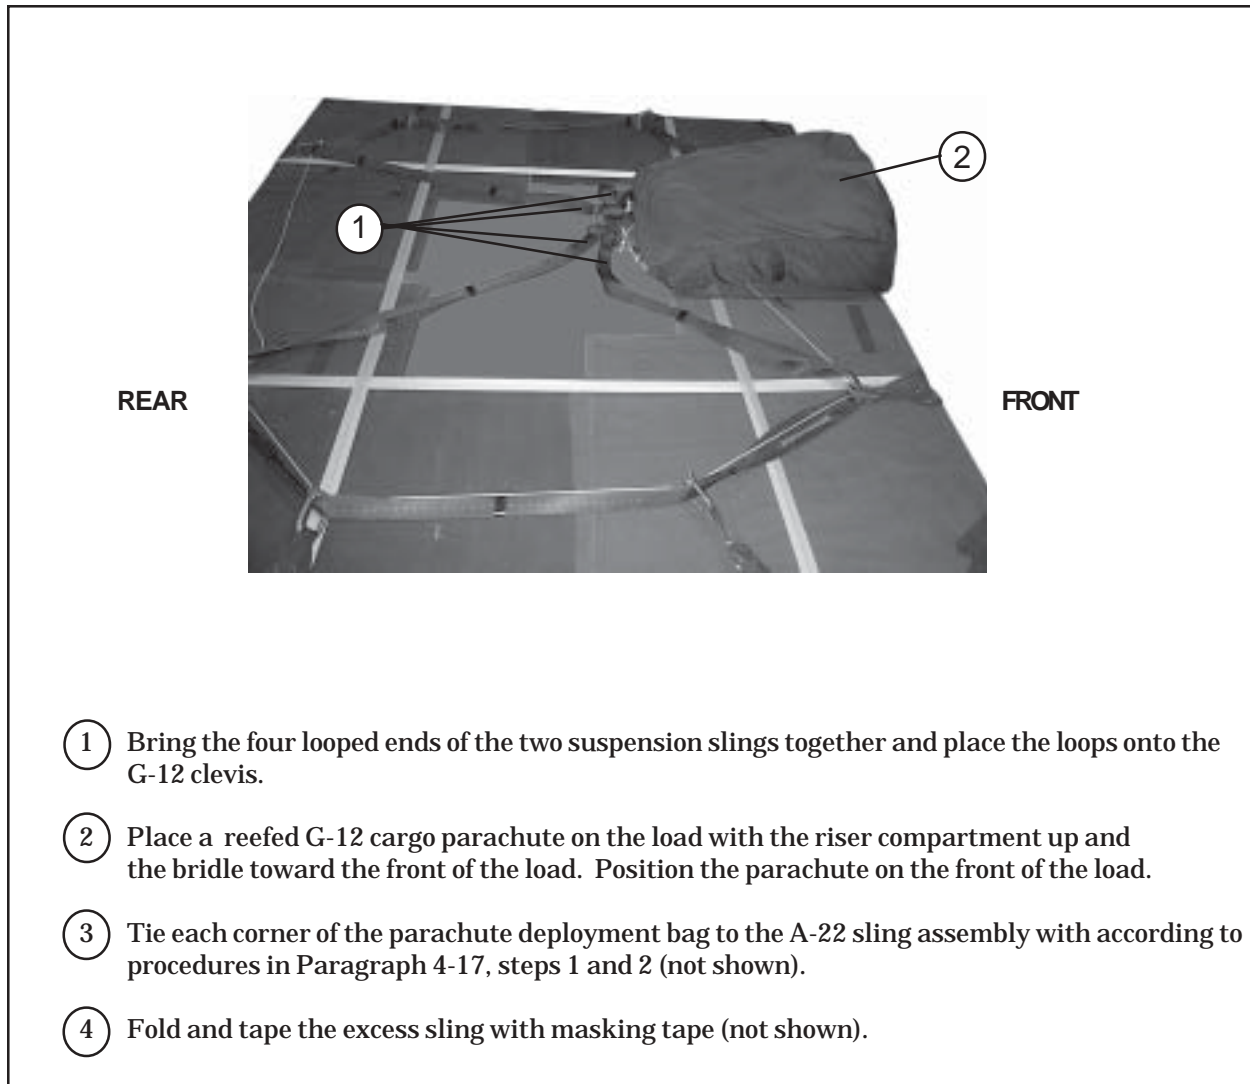 2
1
REAR
FRONT
1 Bring the four looped ends of the two suspension slings together and place the loops onto the
G-12 clevis.
2 Place a reefed G-12 cargo parachute on the load with the riser compartment up and
the bridle toward the front of the load. Position the parachute on the front of the load.
3 Tie each corner of the parachute deployment bag to the A-22 sling assembly with according to
procedures in Paragraph 4-17, steps 1 and 2 (not shown).
4 Fold and tape the excess sling with masking tape (not shown).